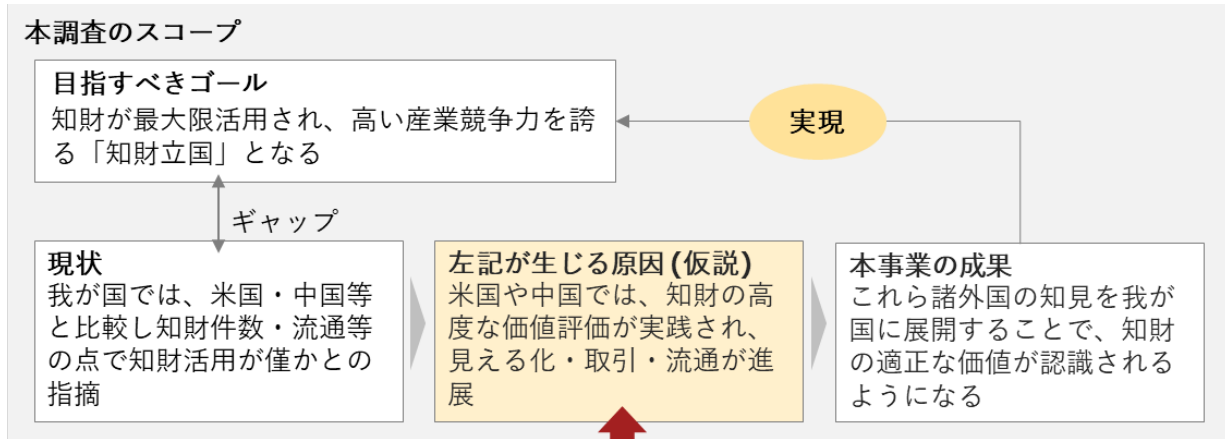 本調査のスコープ
目指すべきゴール
知財が最大限活用され、高い産業競争力を誇
る「知財立国」となる
実現
ギャップ
現状
我が国では、米国・中国等
と比較し知財件数・流通等
の点で知財活用が僅かとの
指摘
左記が生じる原因(仮説)
米国や中国では、知財の高
度な価値評価が実践され、
見える化・取引・流通が進
展
本事業の成果
これら諸外国の知見を我が
国に展開することで、知財
の適正な価値が認識される
ようになる